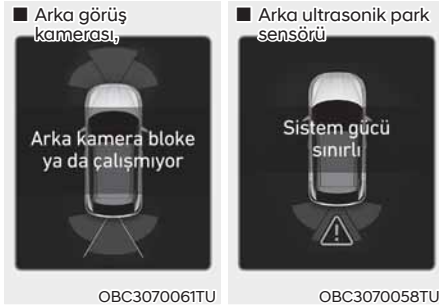 ■ Arka görüş
kamerası,
Arka kamera bloke
ya da çalışmıyor
OBC3070061TU
■ Arka ultrasonik park
sensörü
Sistem gücü
sınırlı
OBC3070058TU